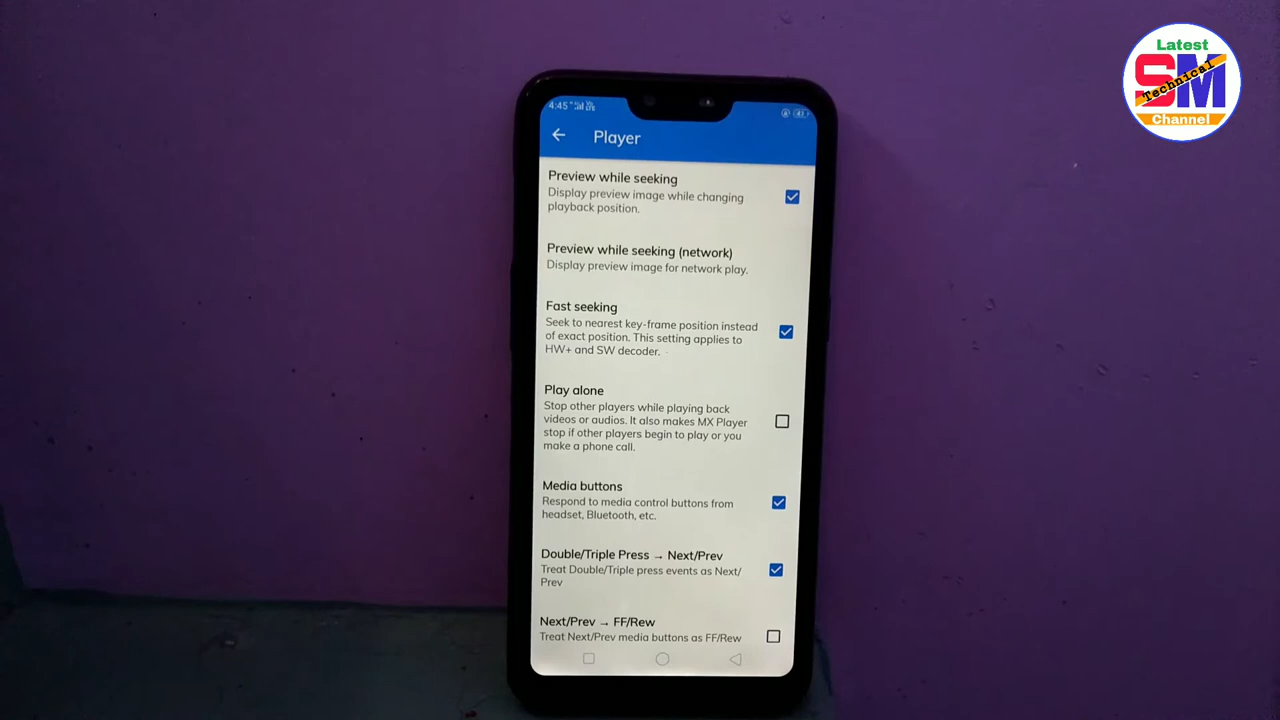 Latest
SM
Technical
Channel
4:45
Player
Preview while seeking
Display preview image while changing
playback position.
Preview while seeking (network)
Display preview image for network play.
Fast seeking
Seek to nearest key-frame position instead
of exact position. This setting applies to
HW+ and SW decoder.
Play alone
Stop other players while playing back
videos or audios. It also makes MX Player
stop if other players begin to play or you
make a phone call.
Media buttons
Respond to media control buttons from
headset, Bluetooth, etc.
Double/Triple Press → Next/Prev
Treat Double/Triple press events as Next/
Prev
Next/Prev → FF/Rew
Treat Next/Prev media buttons as FF/Rew